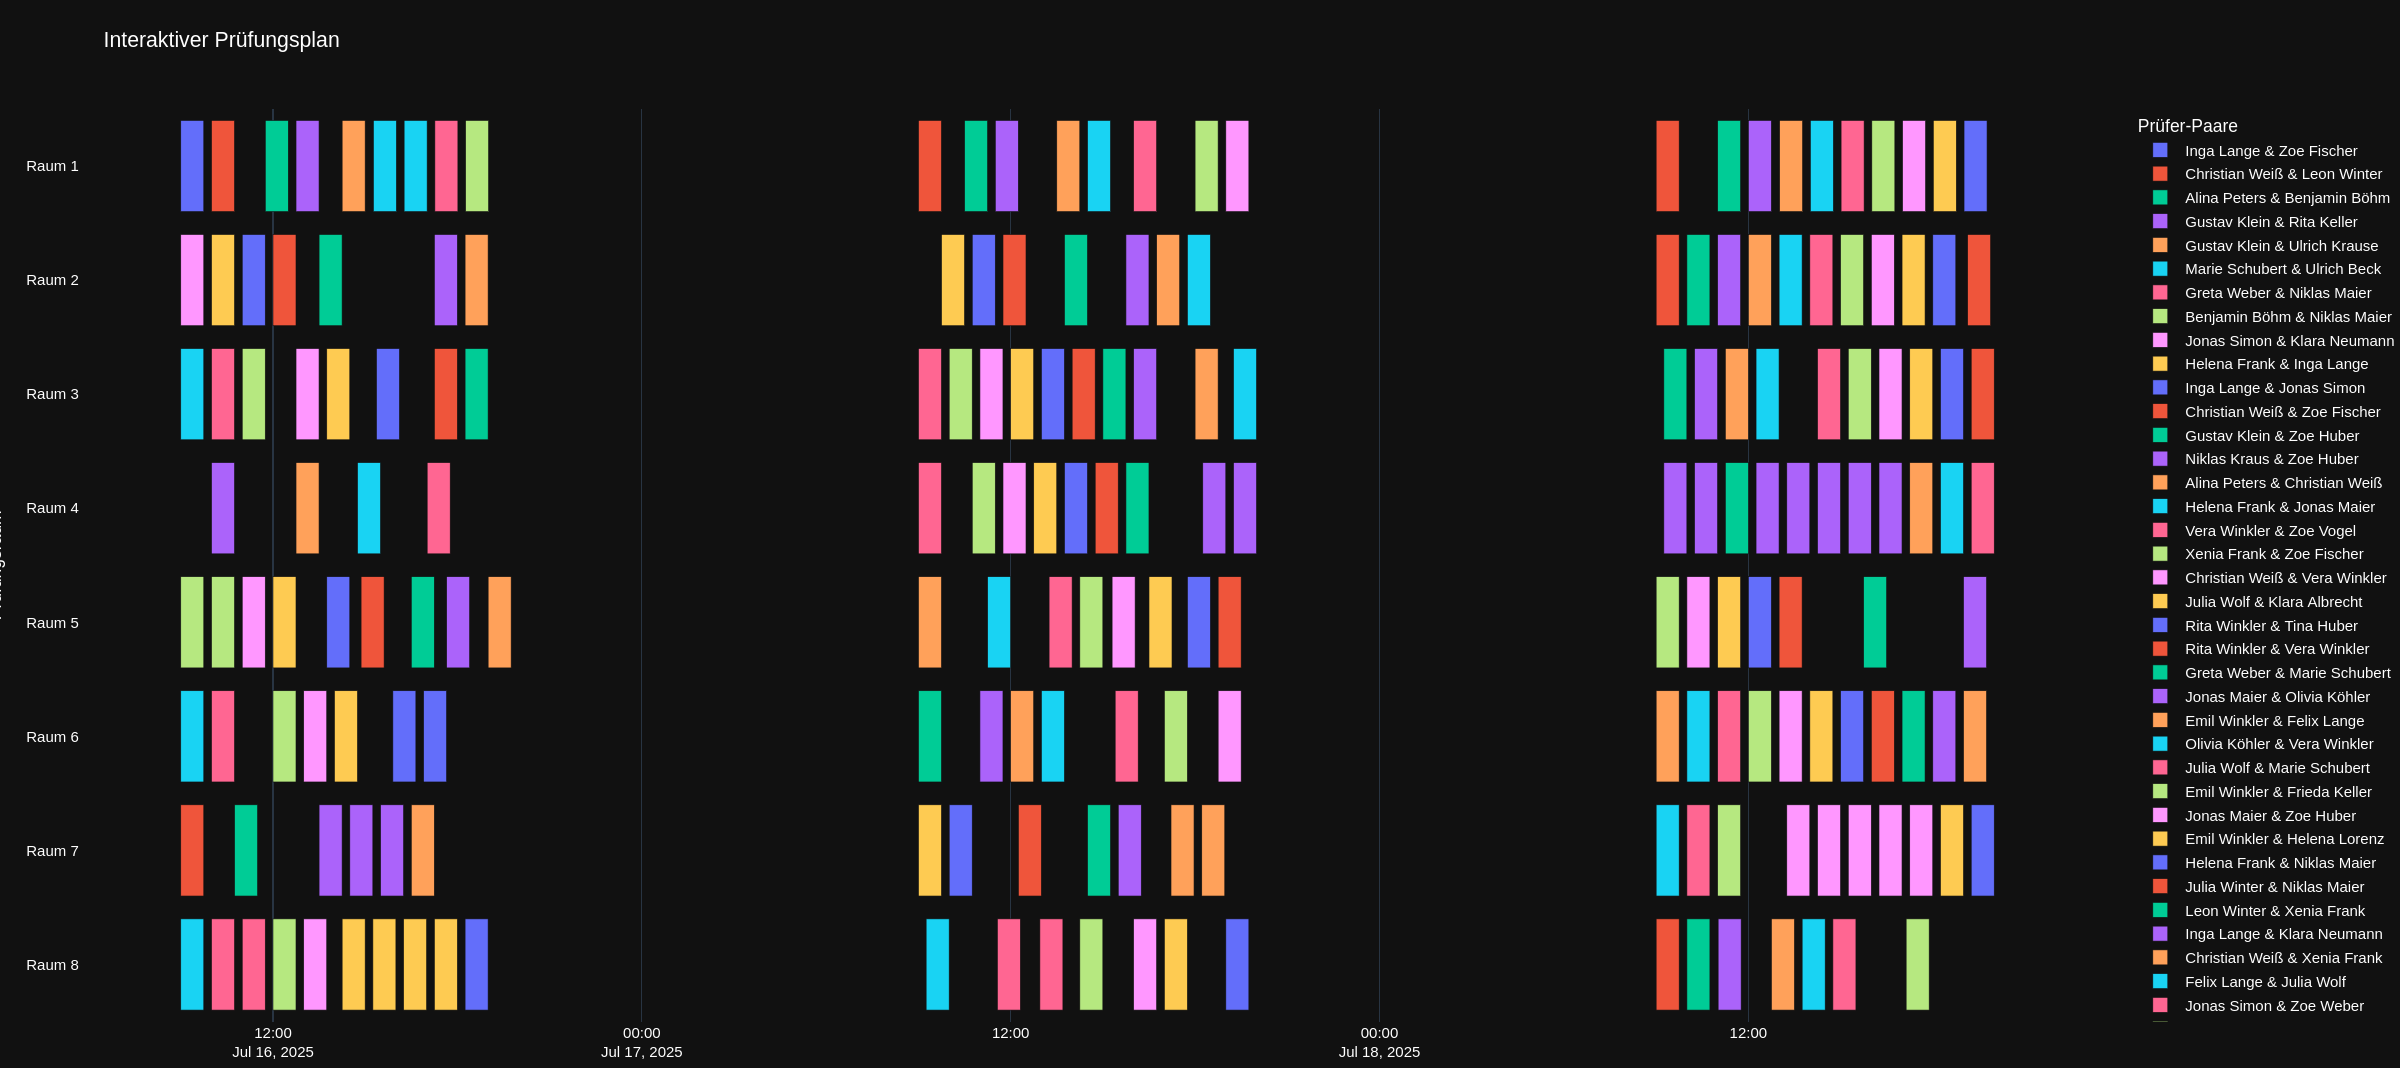 Interaktiver Prüfungsplan
Raum 1
Raum 2
Raum 3
Raum 4
Raum 5
Raum 6
Raum 7
Raum 8
12:00
Jul 16, 2025
00:00
Jul 17, 2025
12:00
00:00
Jul 18, 2025
12:00
Prüfer-Paare
Inga Lange & Zoe Fischer
Christian Weiß & Leon Winter
Alina Peters & Benjamin Böhm
Gustav Klein & Rita Keller
Gustav Klein & Ulrich Krause
Marie Schubert & Ulrich Beck
Greta Weber & Niklas Maier
Benjamin Böhm & Niklas Maier
Jonas Simon & Klara Neumann
Helena Frank & Inga Lange
Inga Lange & Jonas Simon
Christian Weiß & Zoe Fischer
Gustav Klein & Zoe Huber
Niklas Kraus & Zoe Huber
Alina Peters & Christian Weiß
Helena Frank & Jonas Maier
Vera Winkler & Zoe Vogel
Xenia Frank & Zoe Fischer
Christian Weiß & Vera Winkler
Julia Wolf & Klara Albrecht
Rita Winkler & Tina Huber
Rita Winkler & Vera Winkler
Greta Weber & Marie Schubert
Jonas Maier & Olivia Köhler
Emil Winkler & Felix Lange
Olivia Köhler & Vera Winkler
Julia Wolf & Marie Schubert
Emil Winkler & Frieda Keller
Jonas Maier & Zoe Huber
Emil Winkler & Helena Lorenz
Helena Frank & Niklas Maier
Julia Winter & Niklas Maier
Leon Winter & Xenia Frank
Inga Lange & Klara Neumann
Christian Weiß & Xenia Frank
Felix Lange & Julia Wolf
Jonas Simon & Zoe Weber